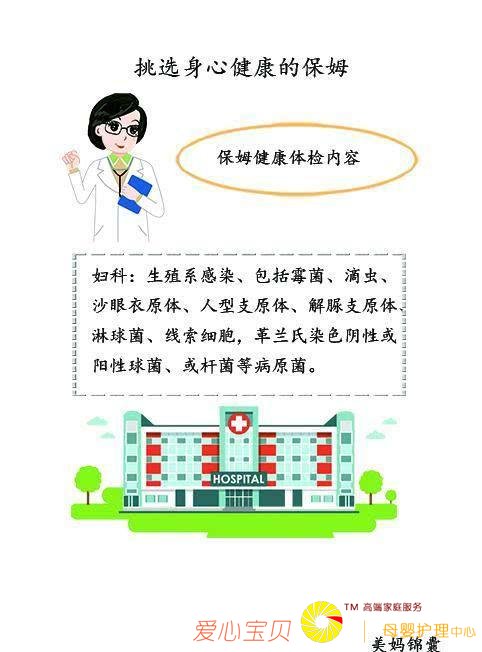 挑选身心健康的保姆
保姆健康体检内容
妇科：生殖系感染、包括霉菌、滴虫、
沙眼衣原体、人型支原体、解脲支原体、
淋球菌、线索细胞，革兰氏染色阴性或
阳性球菌、或杆菌等病原菌。
HOSPITAL
TM 高端家庭服务
爱心宝贝 | 母婴护理中心
美妈锦囊